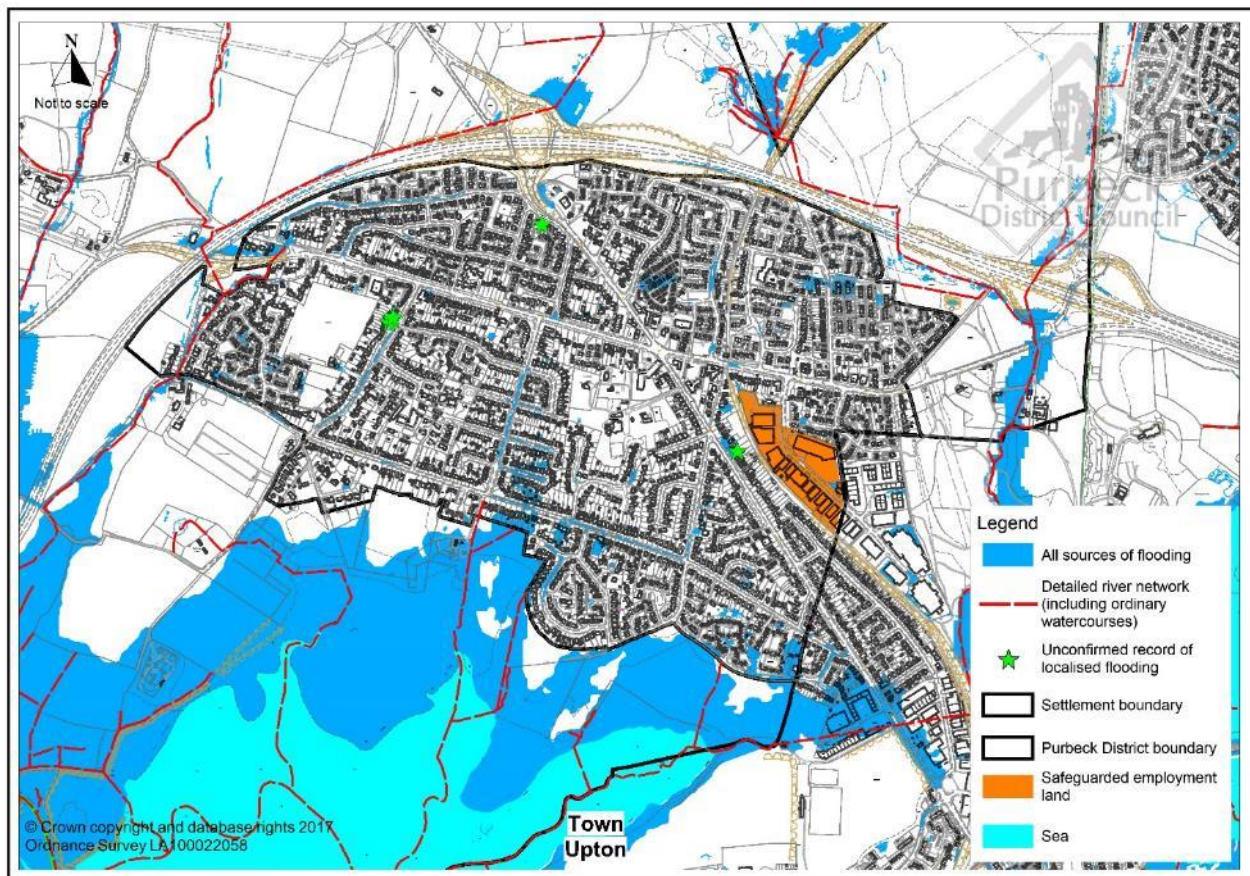 N
Not to scale
Purbeck
District Council
Legend
All sources of flooding
Detailed river network
(including ordinary
watercourses)
Unconfirmed record of
localised flooding
Settlement boundary
Purbeck District boundary
Safeguarded employment
land
Sea
© Crown copyright and database rights 2017
Ordnance Survey LA100022058
Town
Upton